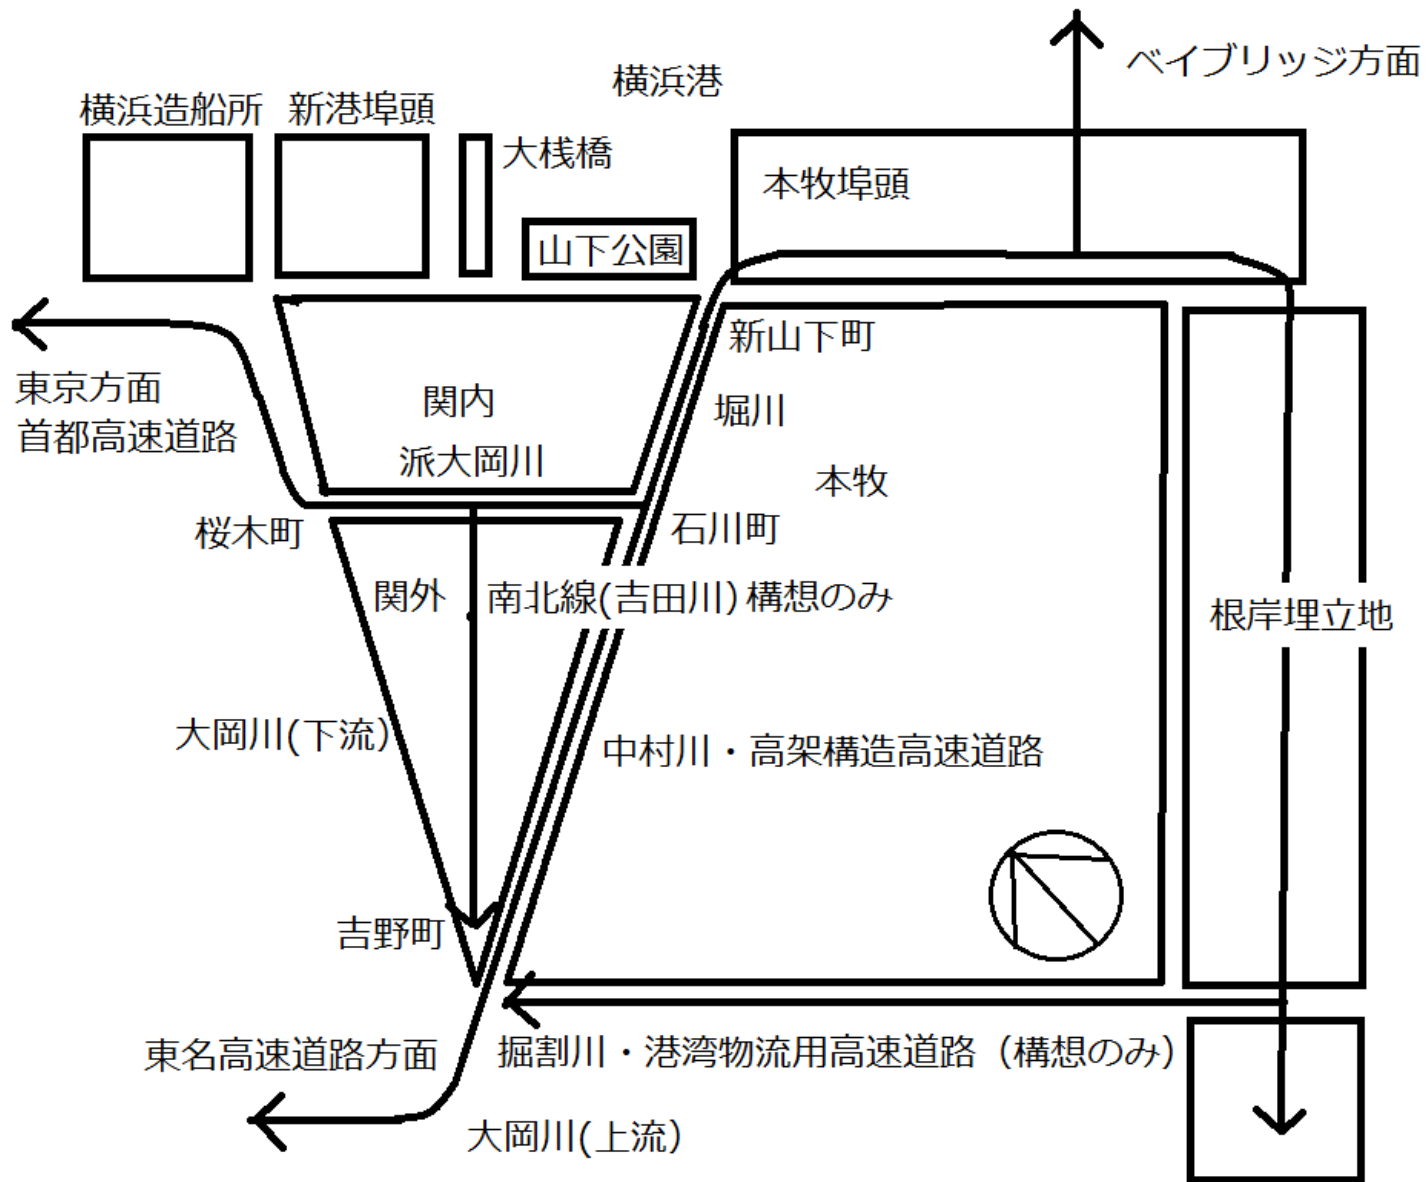 ベイブリッジ方面
横浜港
横浜造船所
新港埠頭
大桟橋
本牧埠頭
山下公園
新山下町
東京方面
首都高速道路
関内
堀川
派大岡川
本牧
桜木町
石川町
関外
南北線(吉田川)構想のみ
根岸埋立地
大岡川(下流)
中村川・高架構造高速道路
吉野町
東名高速道路方面
掘割川・港湾物流用高速道路（構想のみ）
大岡川(上流)